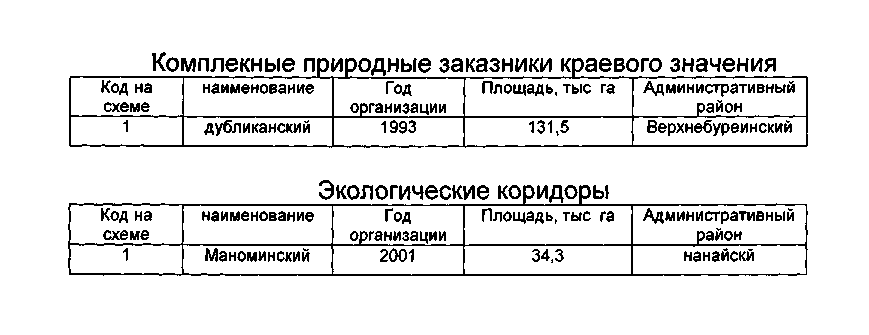 Комплекные природные заказники краевого значения
Код на схеме наименование Год организации Площадь, тыс га Административный район
1 дубликанский 1993 131,5 Верхнебуреинский
Экологические коридоры
Код на схеме наименование Год организации Площадь, тыс га Административный район
1 Маноминский 2001 34,3 нанайскй